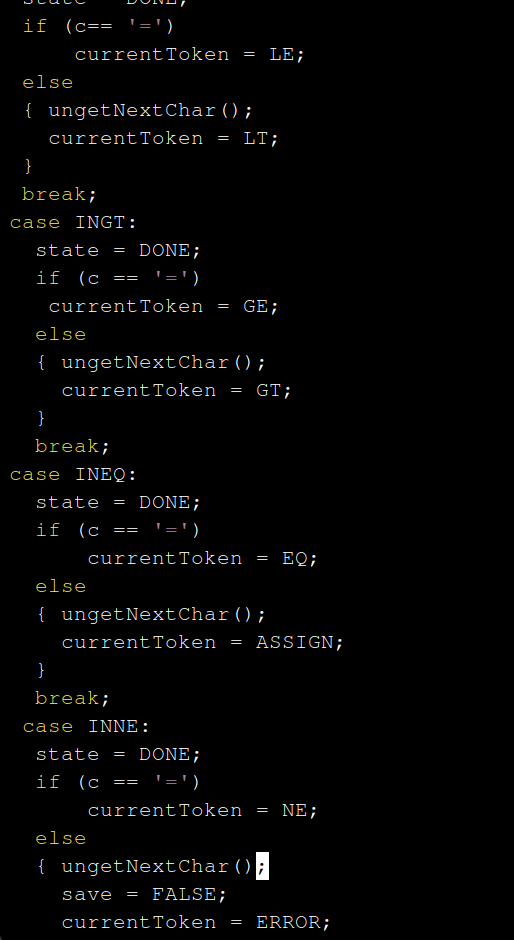 state = DONE;
if (c== '=')
currentToken = LE;
else
{ ungetNextChar();
currentToken = LT;
}
break;
case INGT:
state = DONE;
if (c == '=')
currentToken = GE;
else
{ ungetNextChar();
currentToken = GT;
}
break;
case INEQ:
state = DONE;
if (c == '=')
currentToken = EQ;
else
{ ungetNextChar();
currentToken = ASSIGN;
}
break;
case INNE:
state = DONE;
if (c == '=')
currentToken = NE;
else
{ ungetNextChar();
save = FALSE;
currentToken = ERROR;